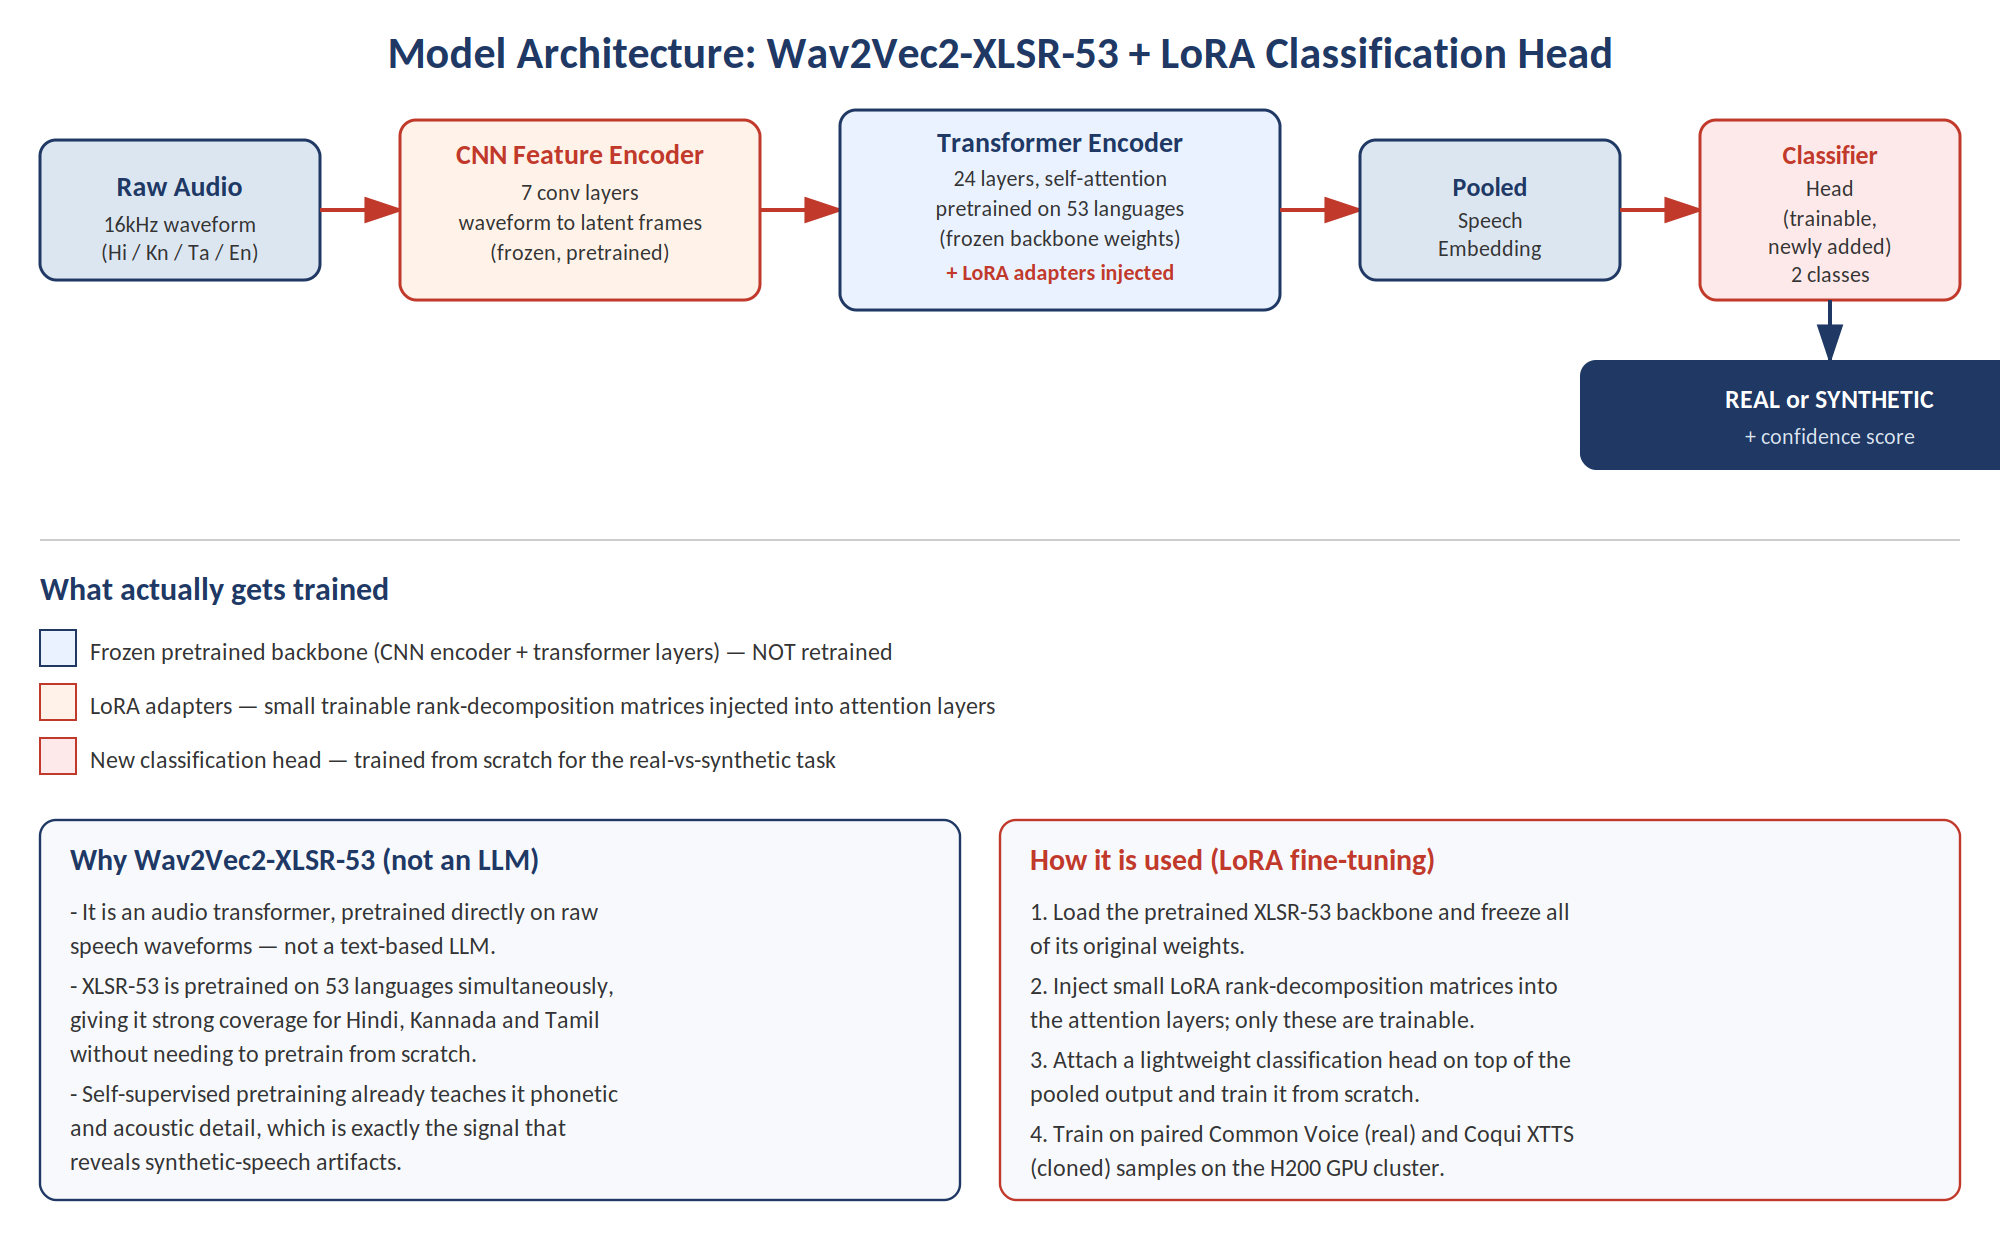 Model Architecture: Wav2Vec2-XLSR-53 + LoRA Classification Head
Raw Audio
16kHz waveform
(Hi / Kn / Ta / En)
CNN Feature Encoder
7 conv layers
waveform to latent frames
(frozen, pretrained)
Transformer Encoder
24 layers, self-attention
pretrained on 53 languages
(frozen backbone weights)
+ LoRA adapters injected
Pooled
Speech
Embedding
Classifier
Head
(trainable,
newly added)
2 classes
REAL or SYNTHETIC
+ confidence score
What actually gets trained
Frozen pretrained backbone (CNN encoder + transformer layers) — NOT retrained
LoRA adapters — small trainable rank-decomposition matrices injected into attention layers
New classification head — trained from scratch for the real-vs-synthetic task
Why Wav2Vec2-XLSR-53 (not an LLM)
- It is an audio transformer, pretrained directly on raw
speech waveforms — not a text-based LLM.
- XLSR-53 is pretrained on 53 languages simultaneously,
giving it strong coverage for Hindi, Kannada and Tamil
without needing to pretrain from scratch.
- Self-supervised pretraining already teaches it phonetic
and acoustic detail, which is exactly the signal that
reveals synthetic-speech artifacts.
How it is used (LoRA fine-tuning)
1. Load the pretrained XLSR-53 backbone and freeze all
of its original weights.
2. Inject small LoRA rank-decomposition matrices into
the attention layers; only these are trainable.
3. Attach a lightweight classification head on top of the
pooled output and train it from scratch.
4. Train on paired Common Voice (real) and Coqui XTTS
(cloned) samples on the H200 GPU cluster.